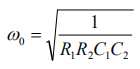 ω₀ = √(1 / (R₁R₂C₁C₂))